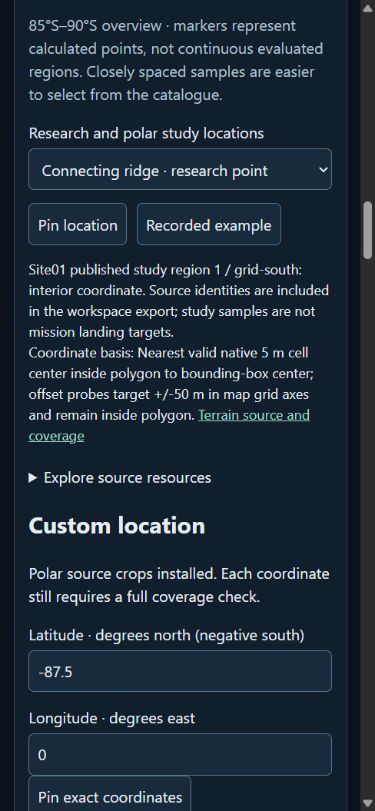 85°S–90°S overview · markers represent
calculated points, not continuous evaluated
regions. Closely spaced samples are easier
to select from the catalogue.
Research and polar study locations
Connecting ridge · research point
Pin location
Recorded example
Site01 published study region 1 / grid-south:
interior coordinate. Source identities are included
in the workspace export; study samples are not
mission landing targets.
Coordinate basis: Nearest valid native 5 m cell
center inside polygon to bounding-box center;
offset probes target +/-50 m in map grid axes
and remain inside polygon. Terrain source and
coverage
Explore source resources
Custom location
Polar source crops installed. Each coordinate
still requires a full coverage check.
Latitude · degrees north (negative south)
-87.5
Longitude · degrees east
0
Pin exact coordinates